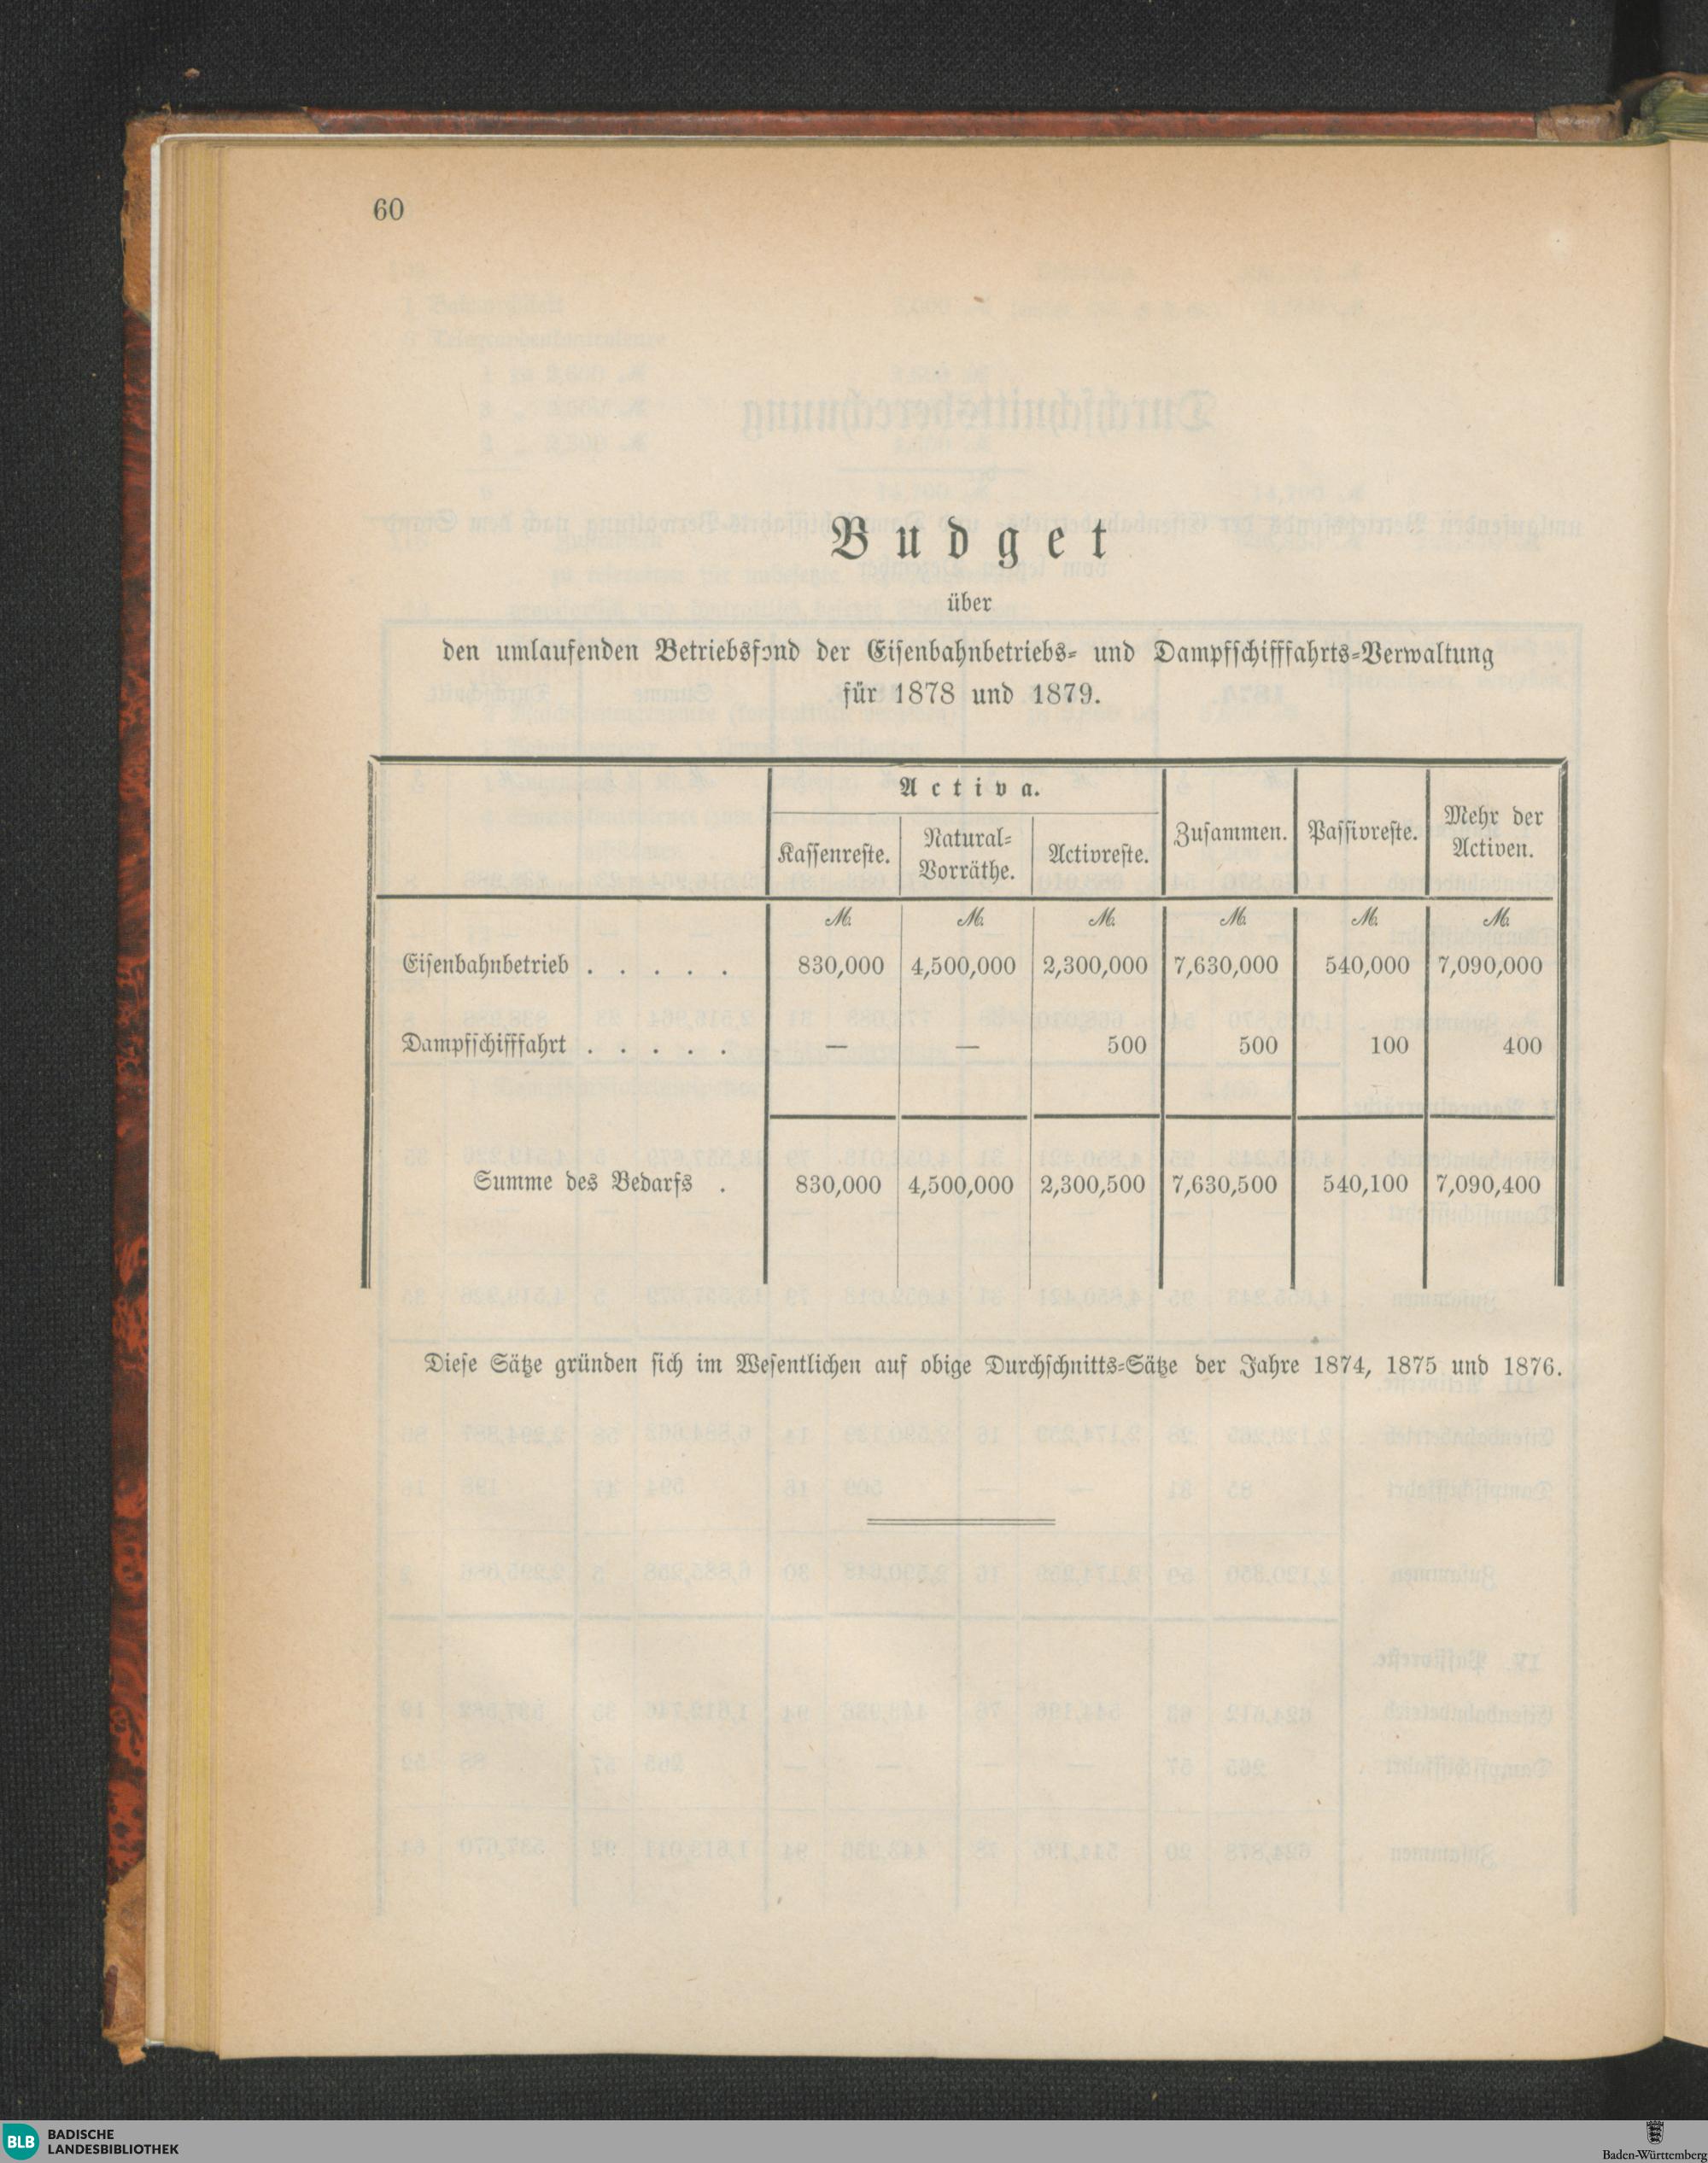 60
Budget
über
den umlaufenden Betriebsfond der Eisenbahnbetriebs- und Dampfschifffahrts-Verwaltung
für 1878 und 1879.
Activa.
Kassenreste. Natural-Vorräthe. Activreste. Zusammen. Passivreste. Mehr der Activen.
M. M. M. M. M. M.
Eisenbahnbetrieb . . . . . 830,000 4,500,000 2,300,000 7,630,000 540,000 7,090,000
Dampfschifffahrt . . . . . — — 500 500 100 400
Summe des Bedarfs . 830,000 4,500,000 2,300,500 7,630,500 540,100 7,090,400
Diese Sätze gründen sich im Wesentlichen auf obige Durchschnitts-Sätze der Jahre 1874, 1875 und 1876.
BLB BADISCHE
LANDESBIBLIOTHEK
Baden-Württemberg